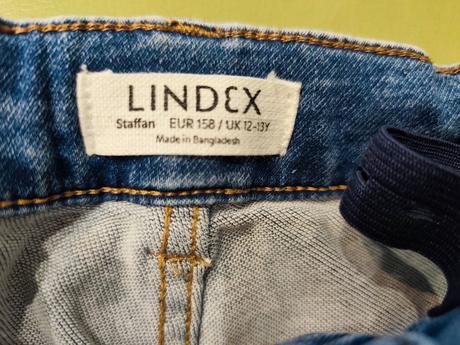 LINDEX
Staffan EUR 158 / UK 12-13Y
Made in Bangladesh